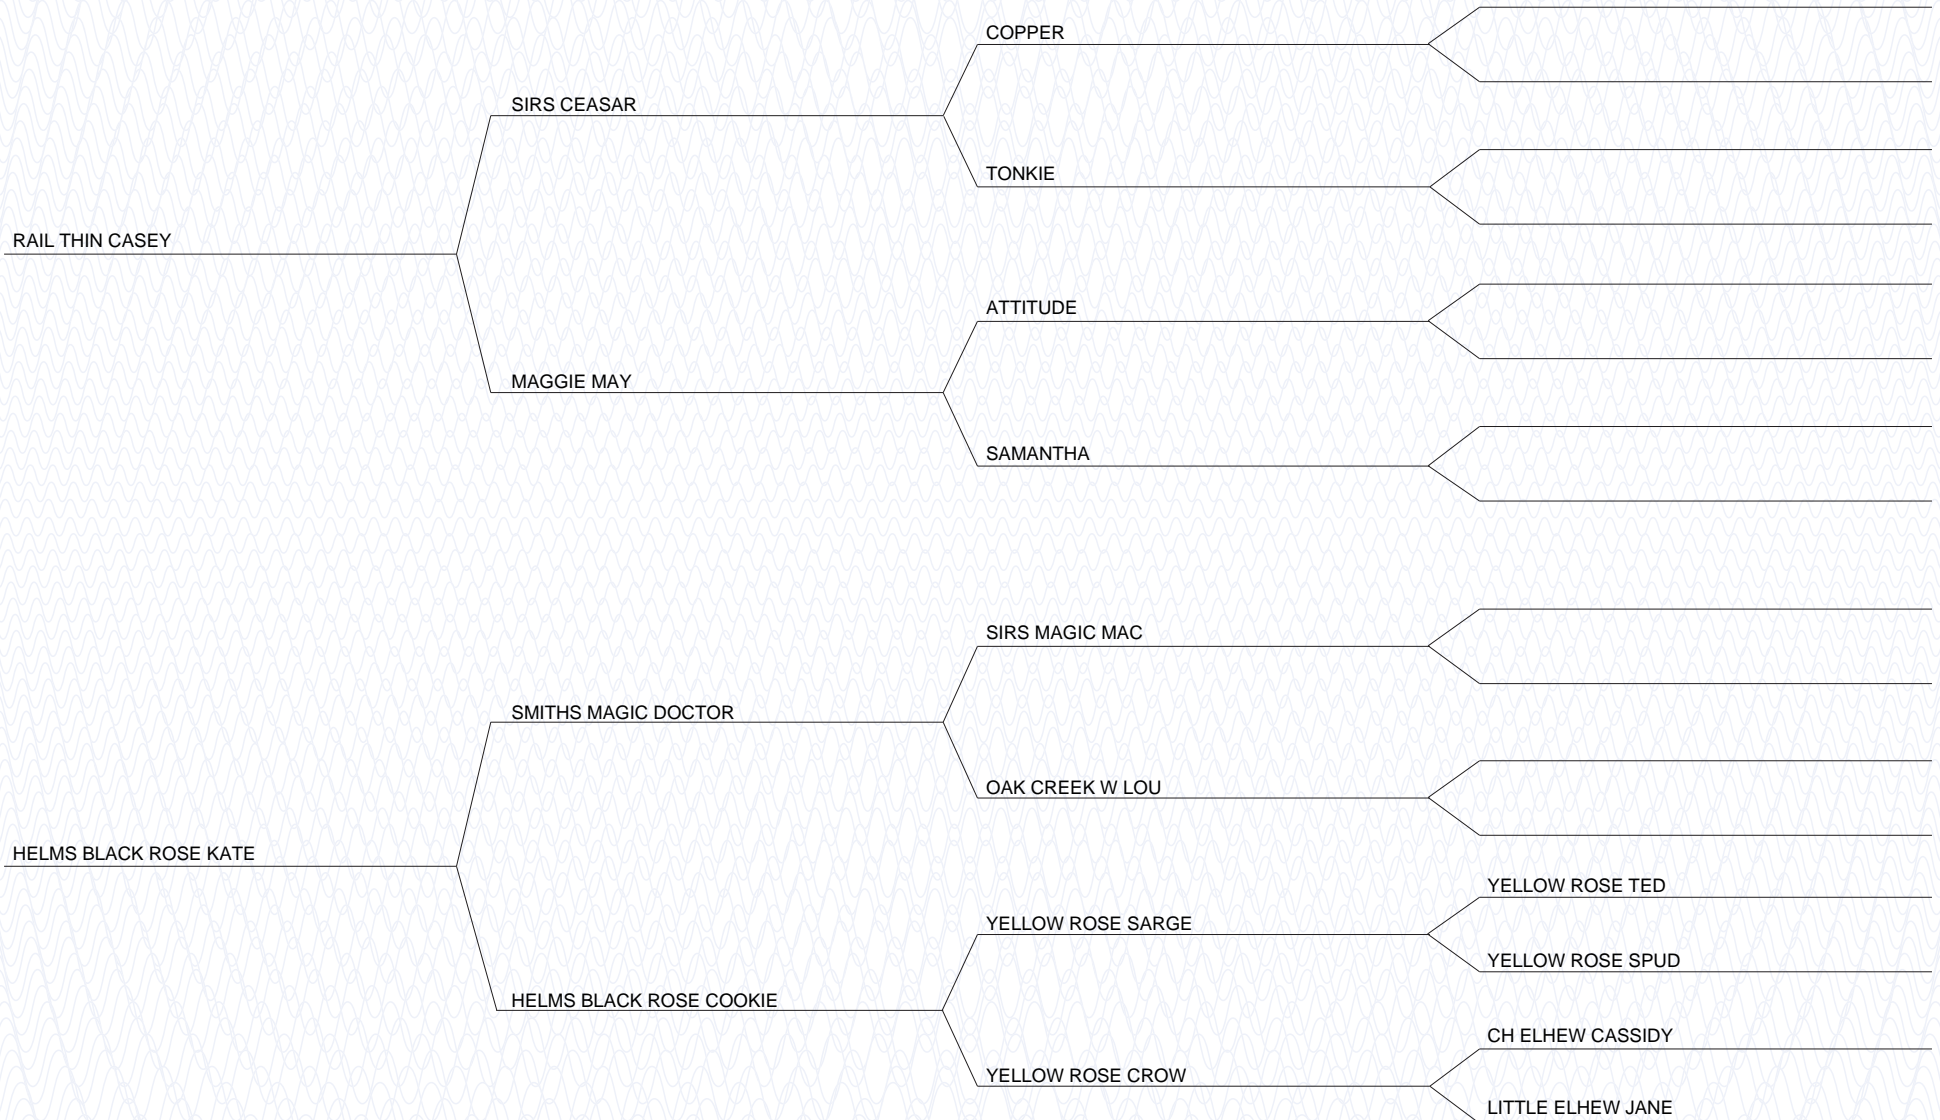 COPPER
SIRS CEASAR
TONKIE
RAIL THIN CASEY
ATTITUDE
MAGGIE MAY
SAMANTHA
SIRS MAGIC MAC
SMITHS MAGIC DOCTOR
OAK CREEK W LOU
HELMS BLACK ROSE KATE
YELLOW ROSE TED
YELLOW ROSE SARGE
YELLOW ROSE SPUD
HELMS BLACK ROSE COOKIE
CH ELHEW CASSIDY
YELLOW ROSE CROW
LITTLE ELHEW JANE